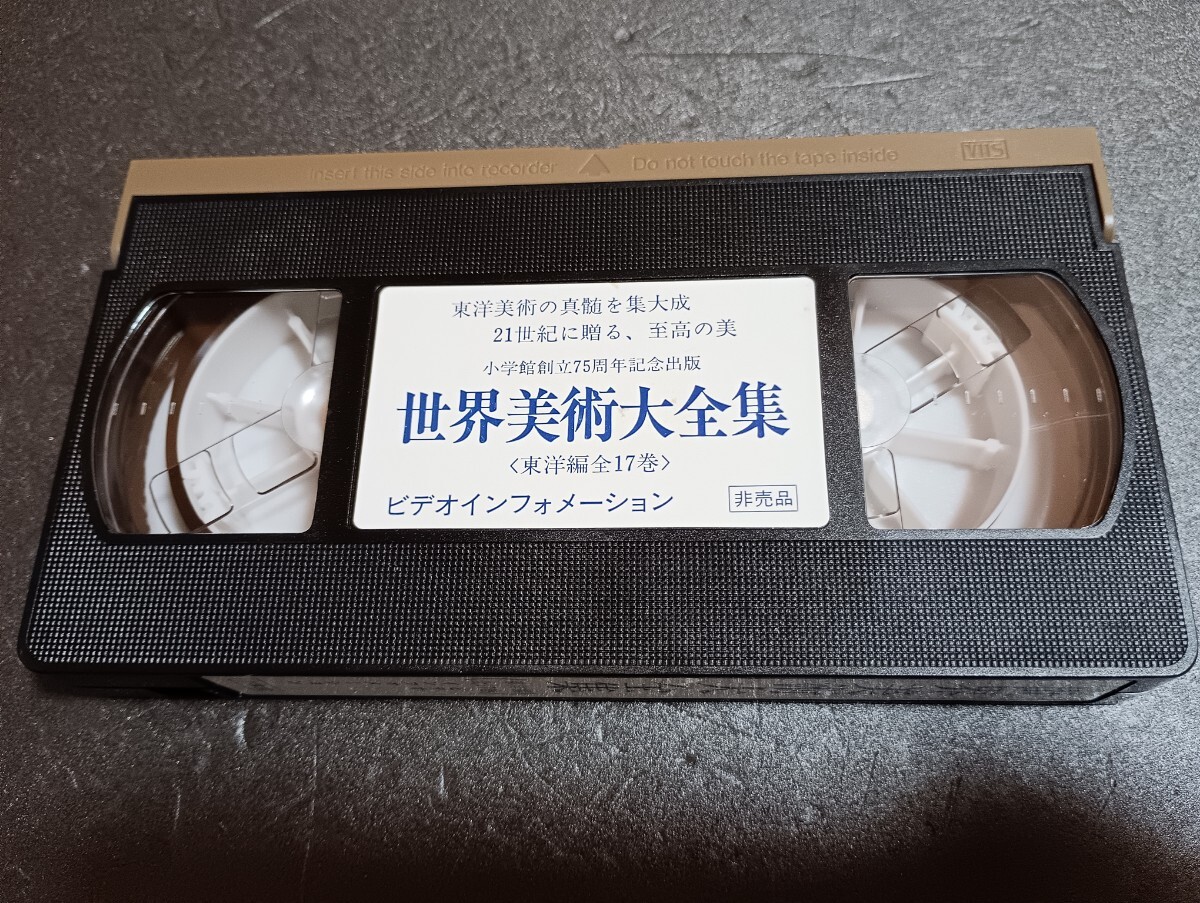 Insert this side into recorder Do not touch the tape inside VHS
東洋美術の真髄を集大成
21世紀に贈る、至高の美
小学館創立75周年記念出版
世界美術大全集
〈東洋編全17巻〉
ビデオインフォメーション 非売品